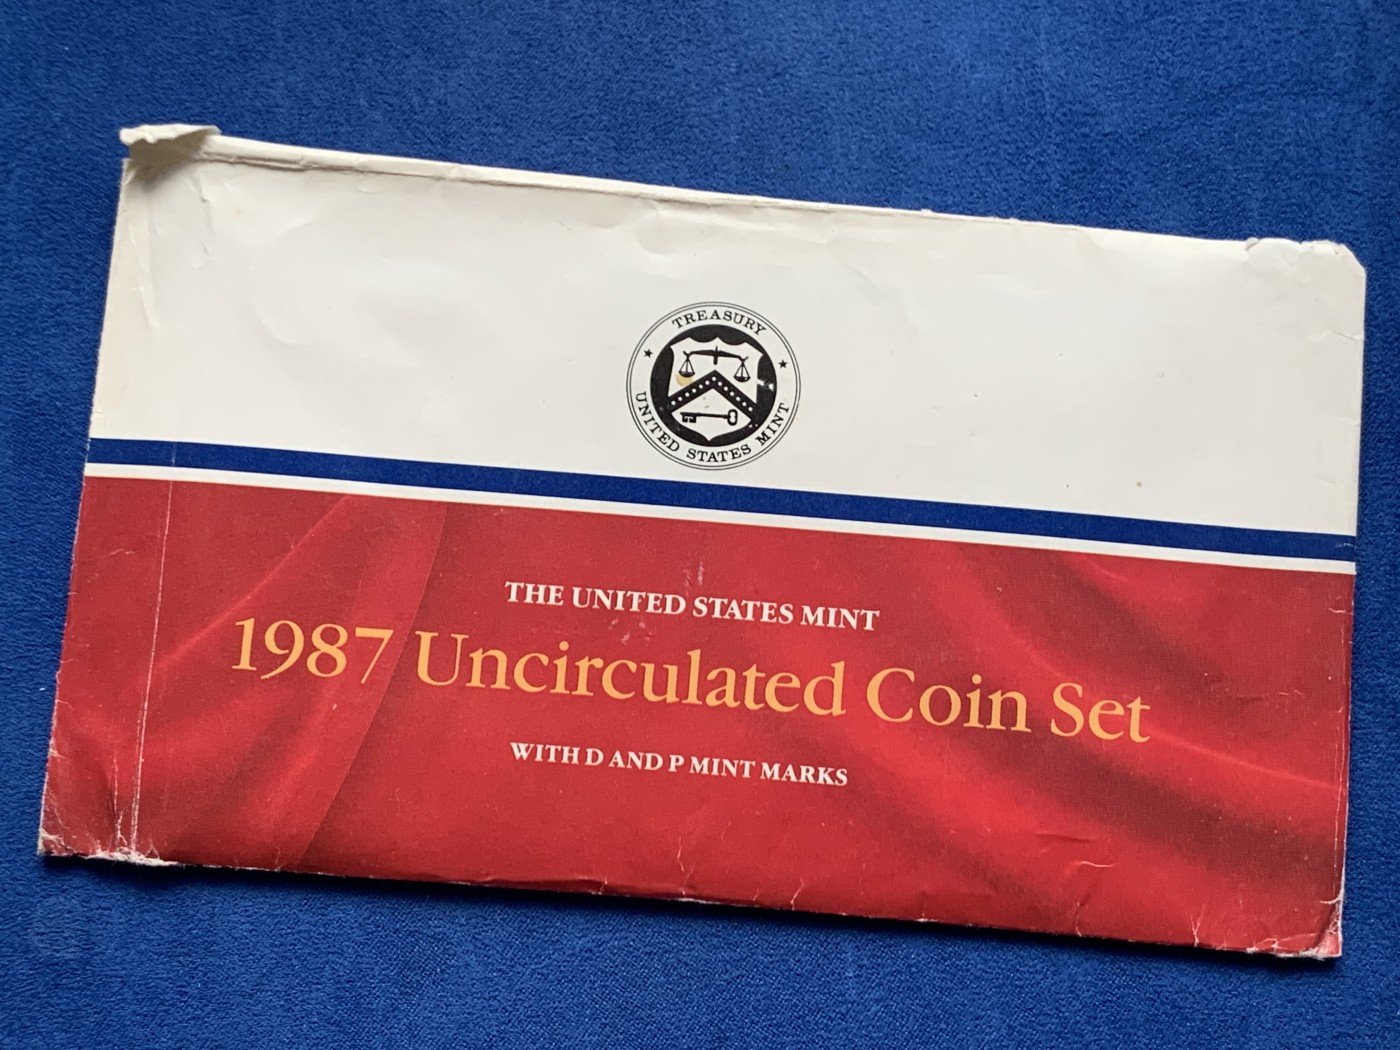 TREASURY
UNITED STATES MINT
THE UNITED STATES MINT
1987 Uncirculated Coin Set
WITH D AND P MINT MARKS